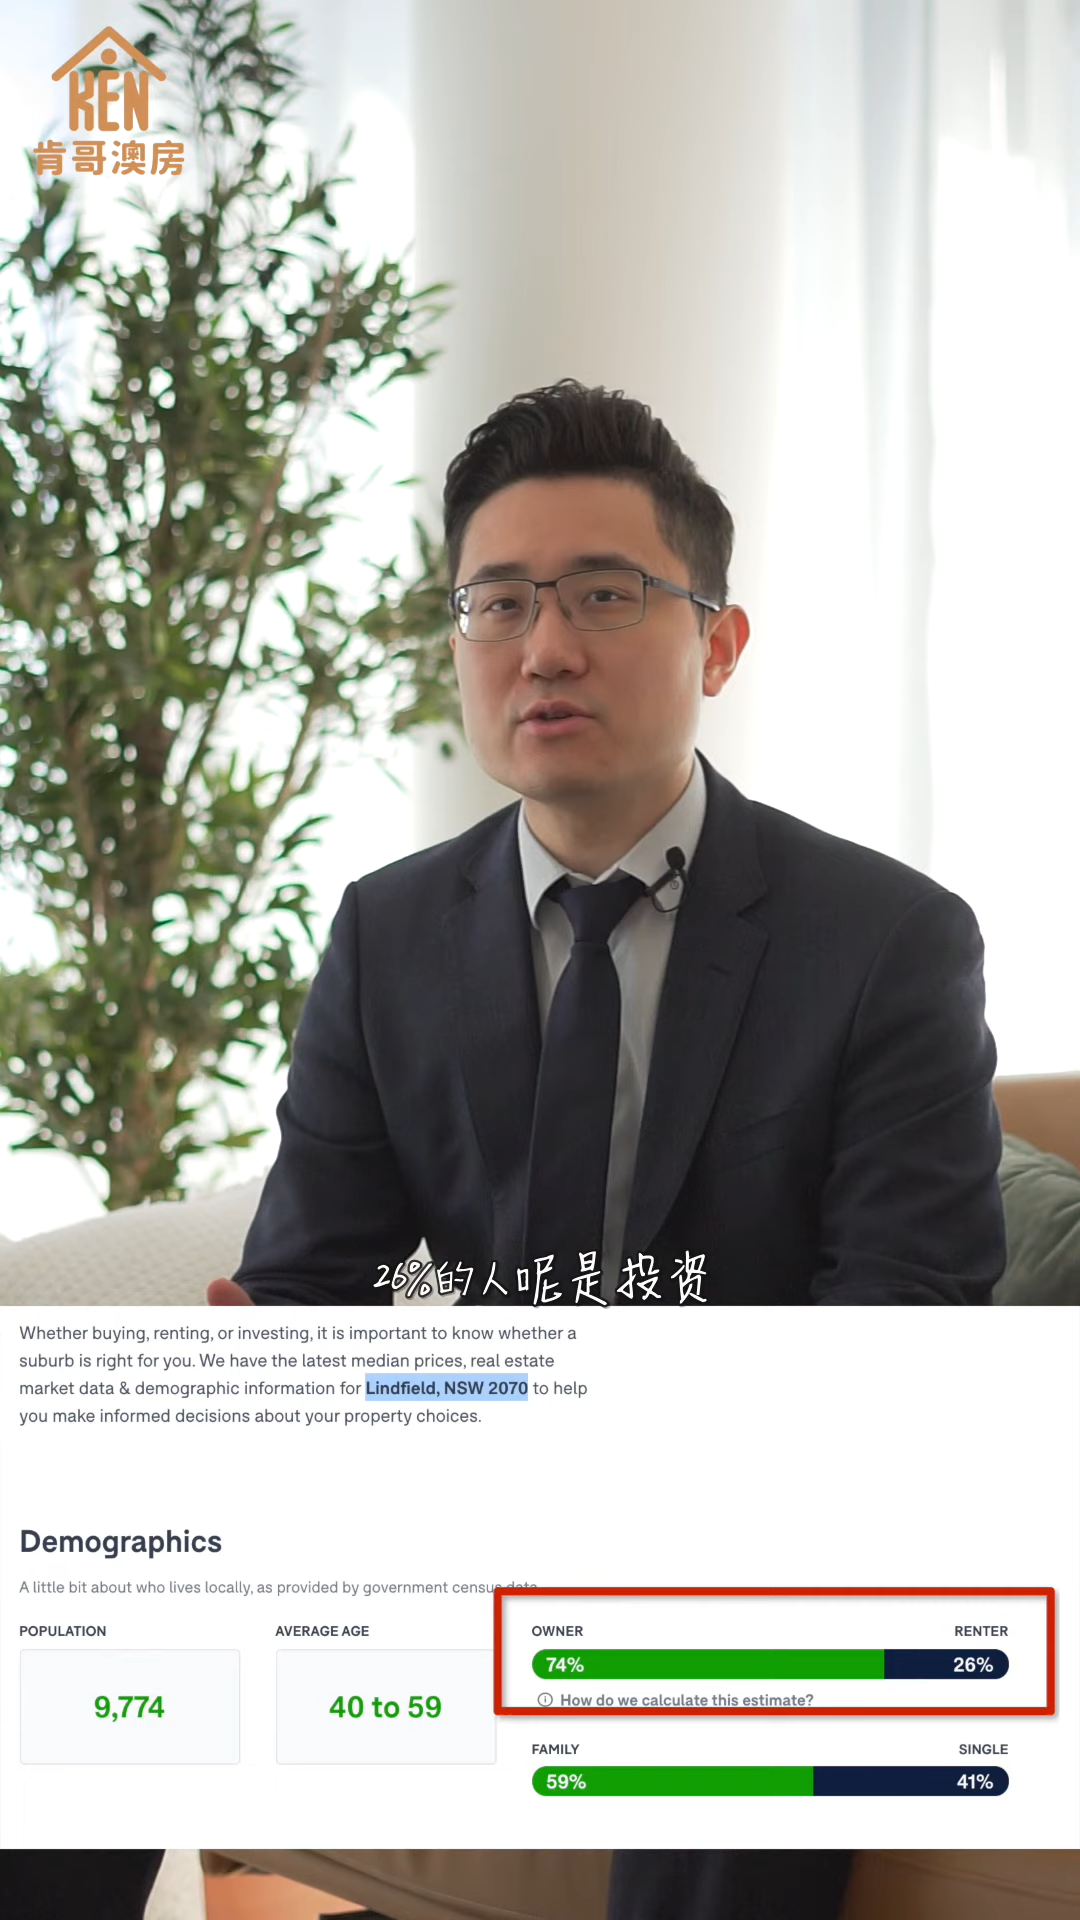 KEN
肯哥澳房
26%的人呢是投资
Whether buying, renting, or investing, it is important to know whether a
suburb is right for you. We have the latest median prices, real estate
market data & demographic information for Lindfield, NSW 2070 to help
you make informed decisions about your property choices.
Demographics
A little bit about who lives locally, as provided by government census data.
POPULATION
9,774
AVERAGE AGE
40 to 59
OWNER RENTER
74% 26%
How do we calculate this estimate?
FAMILY SINGLE
59% 41%